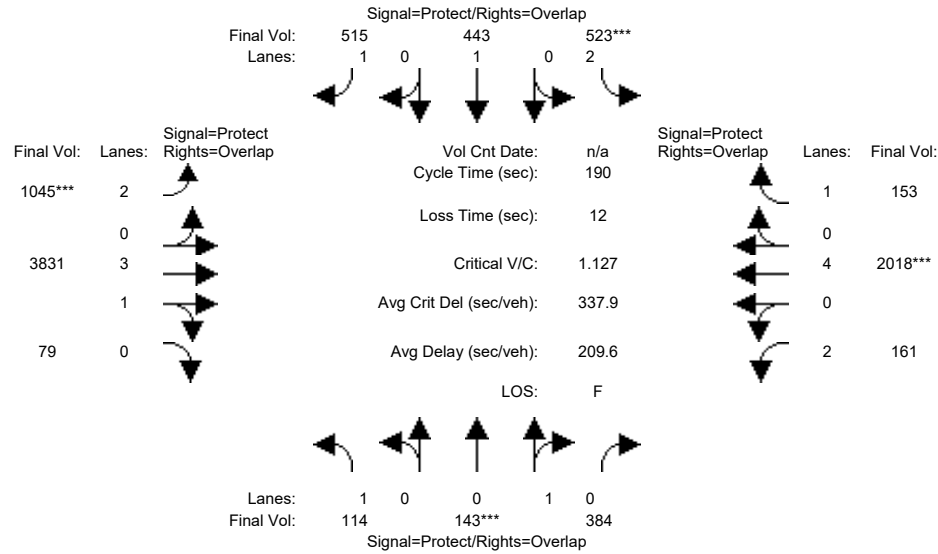 Signal=Protect/Rights=Overlap
Final Vol: 515 443 523***
Lanes: 1 0 1 0 2
Signal=Protect
Final Vol: Lanes: Rights=Overlap
Vol Cnt Date: n/a
Signal=Protect
Rights=Overlap Lanes: Final Vol:
Cycle Time (sec): 190
1045*** 2
1 153
Loss Time (sec): 12
0
0
3831 3
Critical V/C: 1.127
4 2018***
1
Avg Crit Del (sec/veh): 337.9
0
79 0
Avg Delay (sec/veh): 209.6
2 161
LOS: F
Lanes: 1 0 0 1 0
Final Vol: 114 143*** 384
Signal=Protect/Rights=Overlap